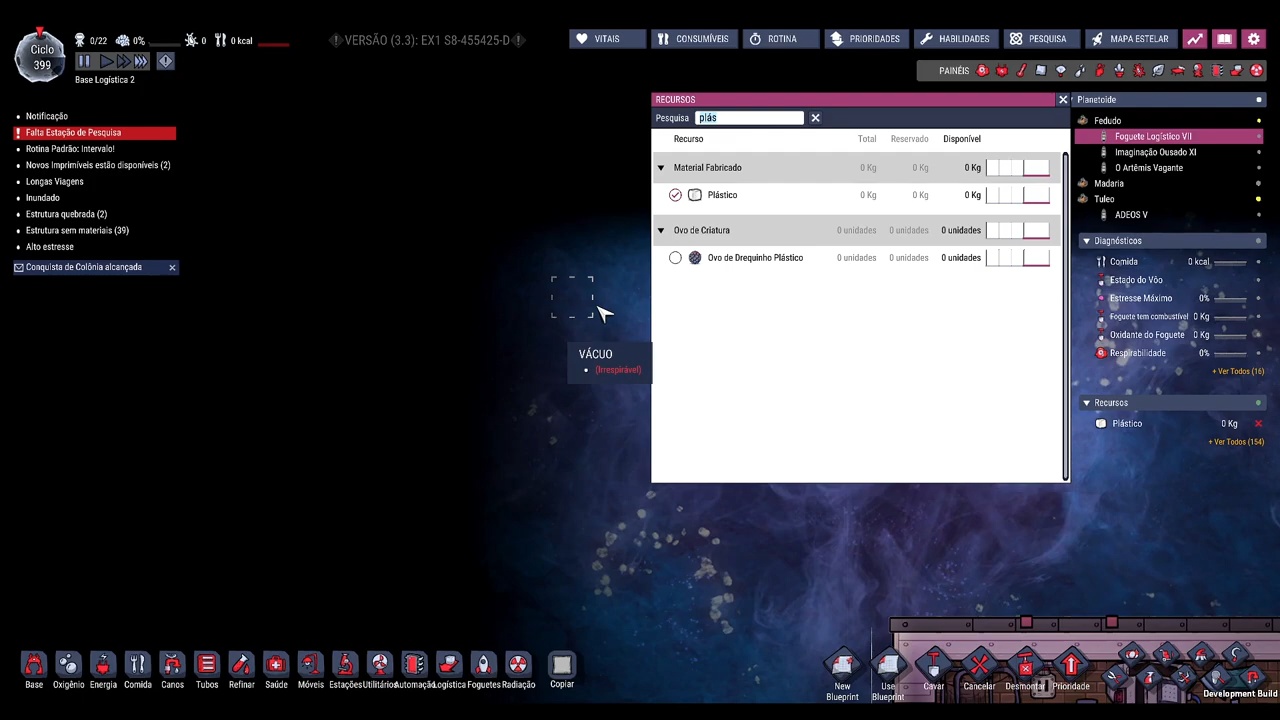 Ciclo
399
0/22
0%
0
0 kcal
VERSÃO (3.3): EX1 S8-455425-D
Base Logística 2
VITAIS
CONSUMÍVEIS
ROTINA
PRIORIDADES
HABILIDADES
PESQUISA
MAPA ESTELAR
PAINÉIS
Notificação
Falta Estação de Pesquisa
Rotina Padrão: Intervalo!
Novos Imprimíveis estão disponíveis (2)
Longas Viagens
Inundado
Estrutura quebrada (2)
Estrutura sem materiais (39)
Alto estresse
Conquista de Colônia alcançada
VÁCUO
(Irrespirável)
RECURSOS
Pesquisa plás
Recurso Total Reservado Disponível
Material Fabricado 0 Kg 0 Kg 0 Kg
Plástico 0 Kg 0 Kg 0 Kg
Ovo de Criatura 0 unidades 0 unidades 0 unidades
Ovo de Drequinho Plástico 0 unidades 0 unidades 0 unidades
Planetoide
Fedudo
Foguete Logístico VII
Imaginação Ousado XI
O Artêmis Vagante
Madaria
Tuleo
ADEOS V
Diagnósticos
Comida 0 kcal
Estado do Vôo
Estresse Máximo 0%
Foguete tem combustível 0 Kg
Oxidante do Foguete 0 Kg
Respirabilidade 0%
+ Ver Todos (16)
Recursos
Plástico 0 Kg
+ Ver Todos (154)
Base
Oxigênio
Energia
Comida
Canos
Tubos
Refinar
Saúde
Móveis
Estações
Utilitários
Automação
Logística
Foguetes
Radiação
Copiar
New
Blueprint
Use
Blueprint
Cavar
Cancelar
Desmontar
Prioridade
Development Build